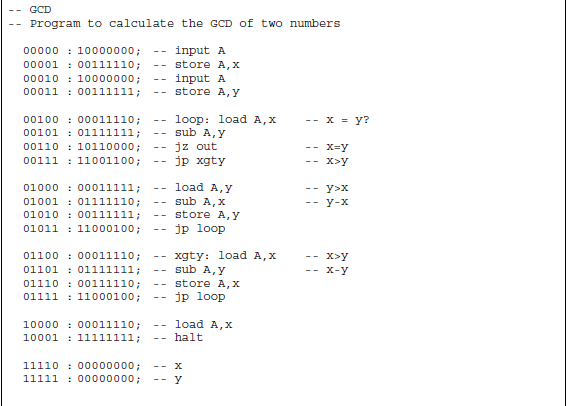 -- GCD
-- Program to calculate the GCD of two numbers
00000 : 10000000; -- input A
00001 : 00111110; -- store A,x
00010 : 10000000; -- input A
00011 : 00111111; -- store A,y
00100 : 00011110; -- loop: load A,x -- x = y?
00101 : 01111111; -- sub A,y
00110 : 10110000; -- jz out -- x=y
00111 : 11001100; -- jp xgty -- x>y
01000 : 00011111; -- load A,y -- y>x
01001 : 01111110; -- sub A,x -- y-x
01010 : 00111111; -- store A,y
01011 : 11000100; -- jp loop
01100 : 00011110; -- xgty: load A,x -- x>y
01101 : 01111111; -- sub A,y -- x-y
01110 : 00111110; -- store A,x
01111 : 11000100; -- jp loop
10000 : 00011110; -- load A,x
10001 : 11111111; -- halt
11110 : 00000000; -- x
11111 : 00000000; -- y